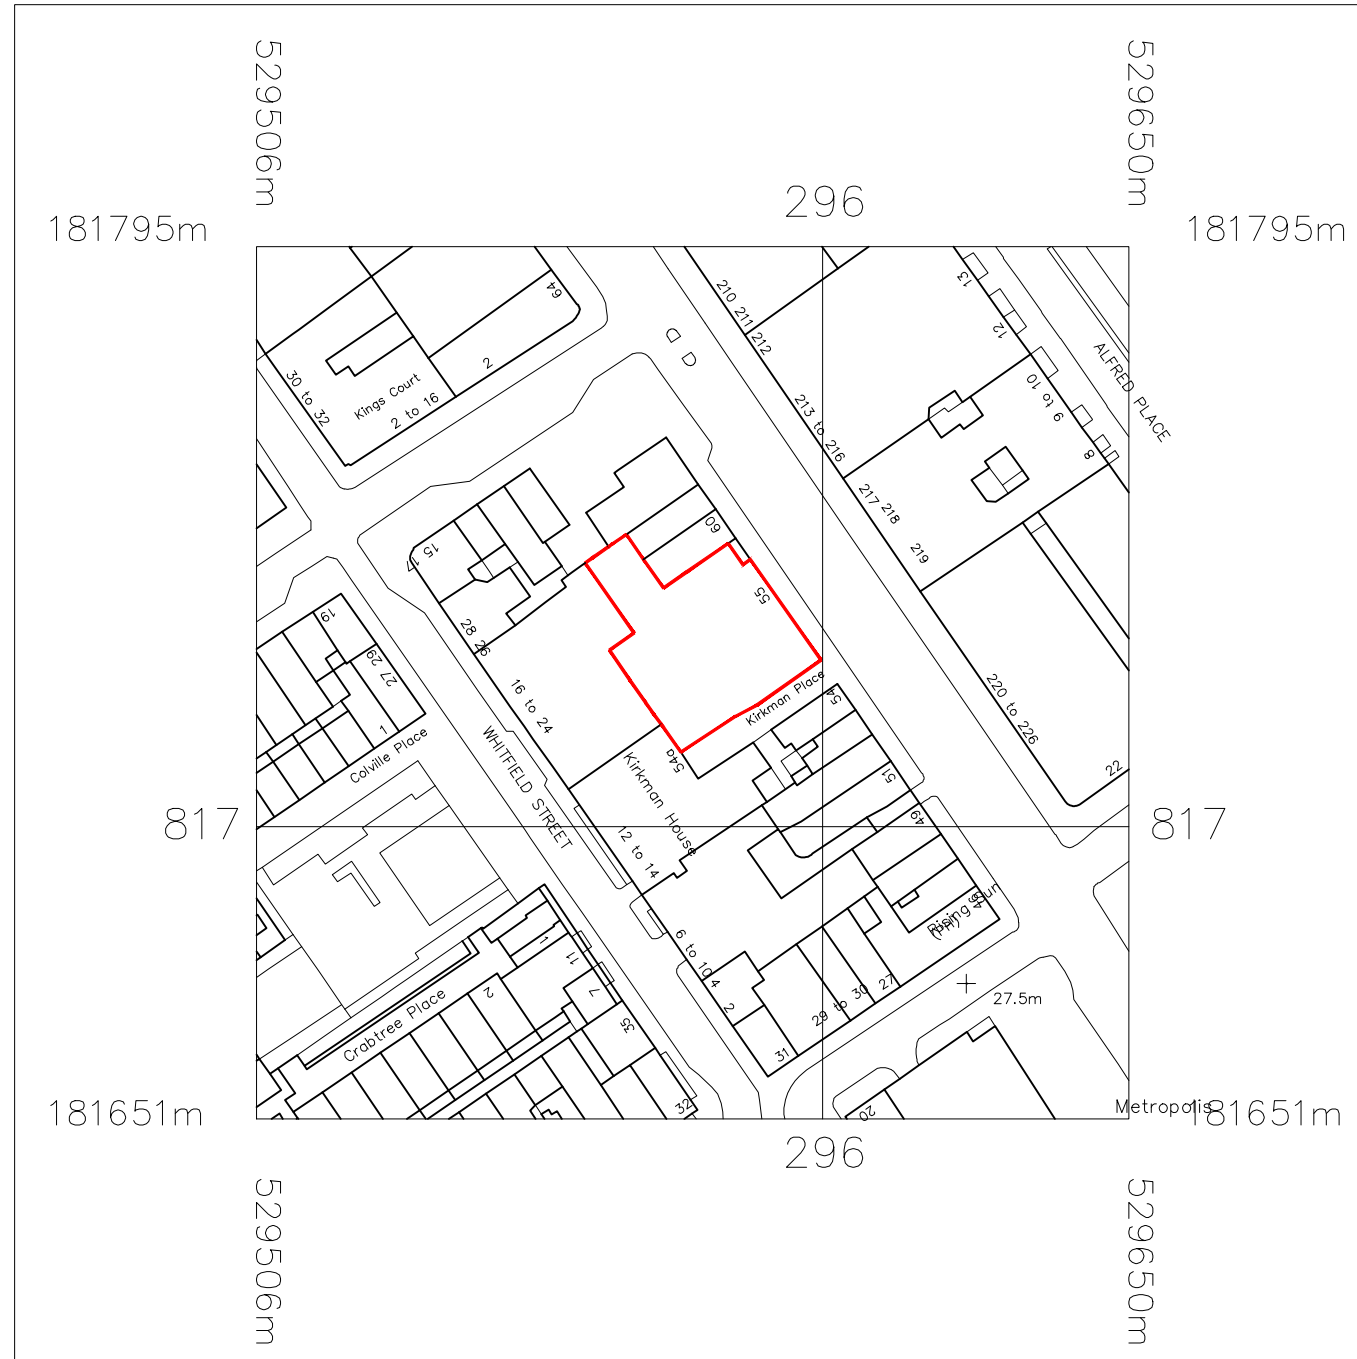 529506m
529650m
296
181795m
181795m
64
2
Kings Court
2 to 16
30 to 32
210 211 212
213 to 216
217 218
219
220 to 226
22
13
12
9 to 10
8
ALFRED PLACE
15
17
28 26
16 to 24
60
55
Kirkman Place
54
54a
Kirkman House
12 to 14
WHITFIELD STREET
19
29
27
1
Colville Place
51
49
46
Rising Sun
(PH)
817
817
6 to 10
4
2
31
29 to 30
27
27.5m
1
11
7
2
35
32
Crabtree Place
20
Metropolis
181651m
181651m
296
529506m
529650m